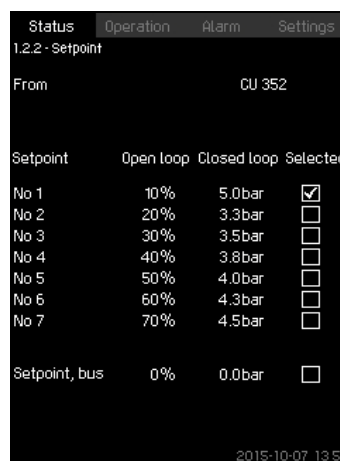 Status Operation Alarm Settings
1.2.2 - Setpoint
From CU 352
Setpoint Open loop Closed loop Selected
No 1 10% 5.0bar
No 2 20% 3.3bar
No 3 30% 3.5bar
No 4 40% 3.8bar
No 5 50% 4.0bar
No 6 60% 4.3bar
No 7 70% 4.5bar
Setpoint, bus 0% 0.0bar
2015-10-07 13:5